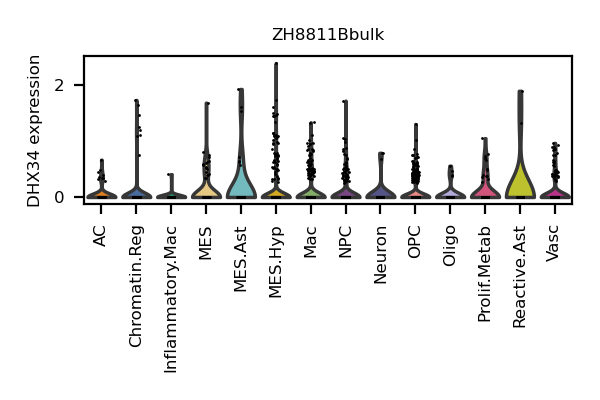 ZH8811Bbulk
DHX34 expression
2
0
AC
Chromatin.Reg
Inflammatory.Mac
MES
MES.Ast
MES.Hyp
Mac
NPC
Neuron
OPC
Oligo
Prolif.Metab
Reactive.Ast
Vasc